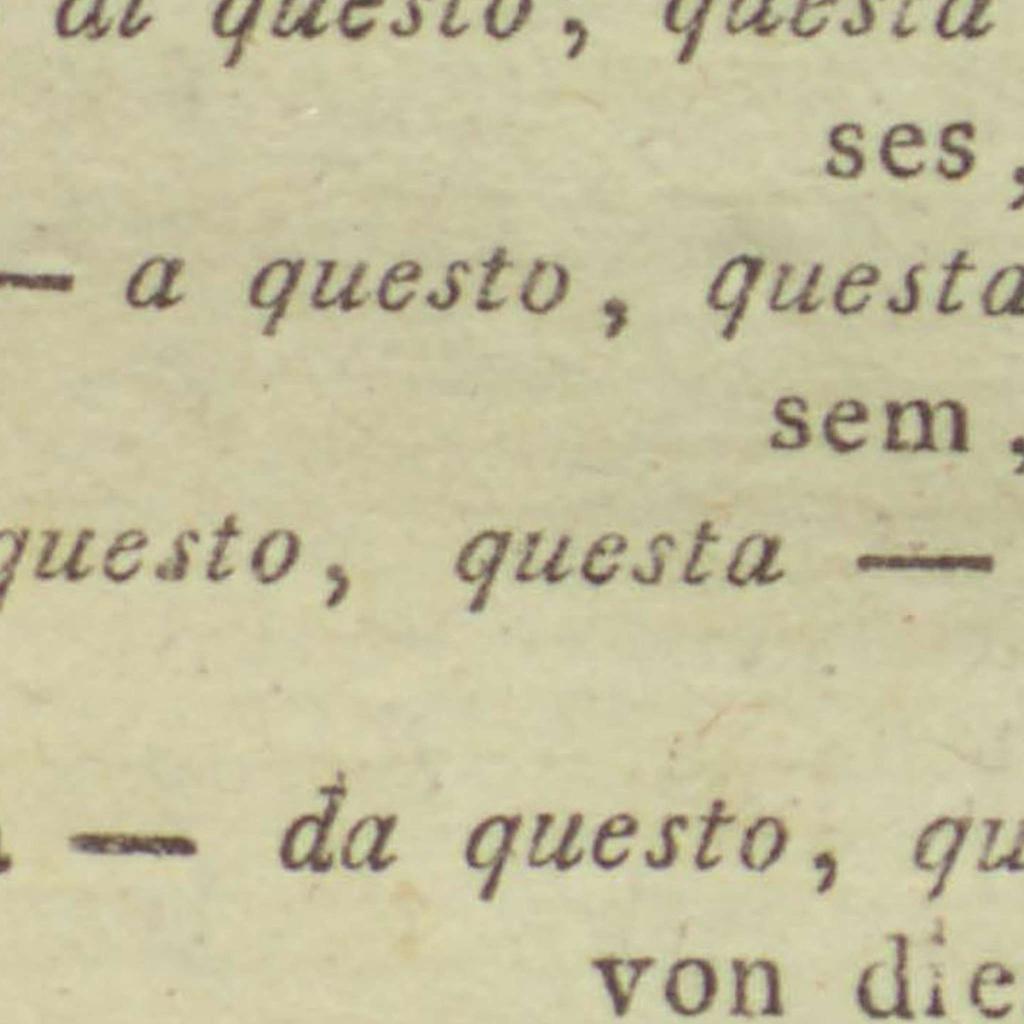 di questo, questa
ses,
— a questo, questa
sem,
questo, questa —
— da questo, qu
von die